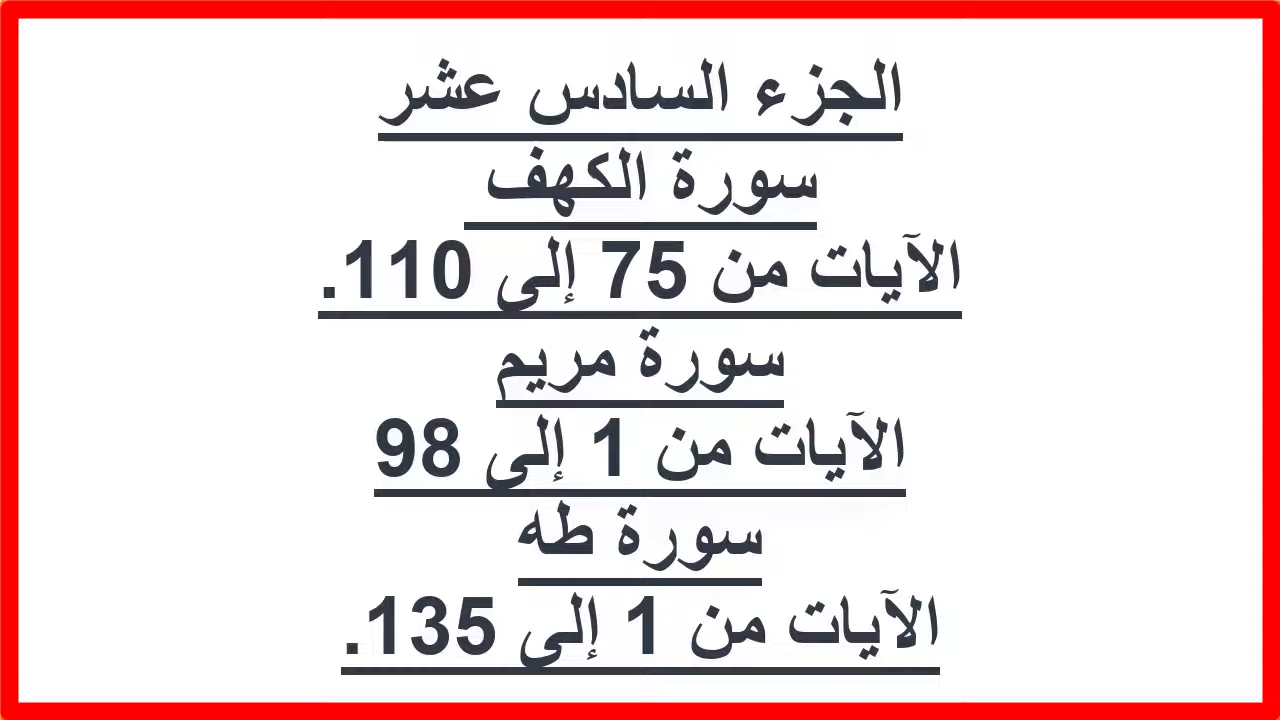 الجزء السادس عشر
سورة الكهف
الآيات من 75 إلى 110.
سورة مريم
الآيات من 1 إلى 98
سورة طه
الآيات من 1 إلى 135.